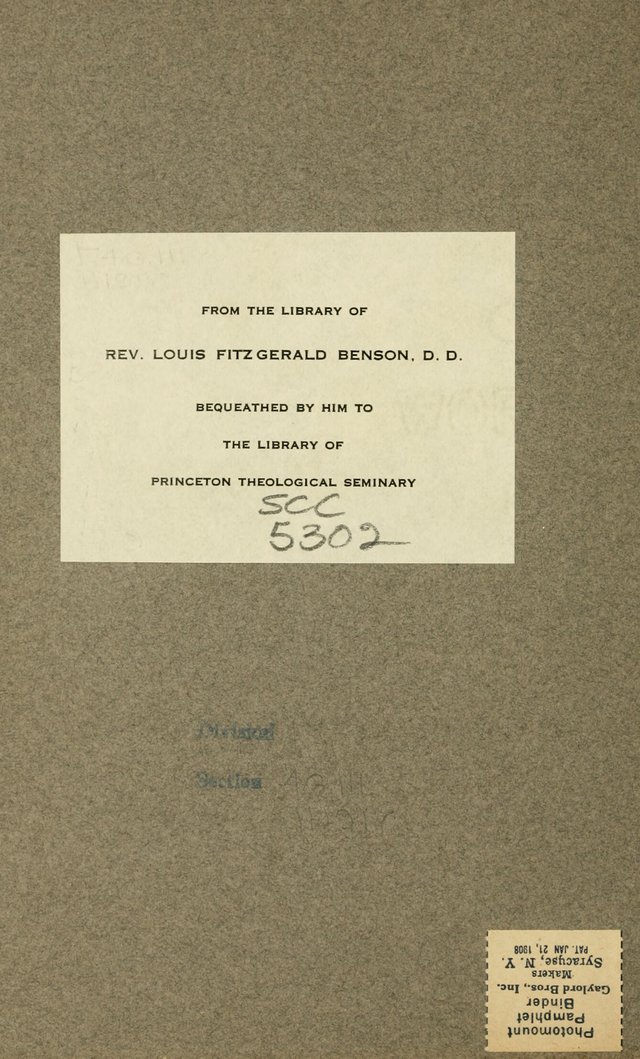 FROM THE LIBRARY OF
REV. LOUIS FITZGERALD BENSON, D. D.
BEQUEATHED BY HIM TO
THE LIBRARY OF
PRINCETON THEOLOGICAL SEMINARY
SCC
5302
Division
Section
Photomount
Pamphlet
Binder
Gaylord Bros., Inc.
Makers
Syracuse, N. Y.
PAT. JAN 21, 1908